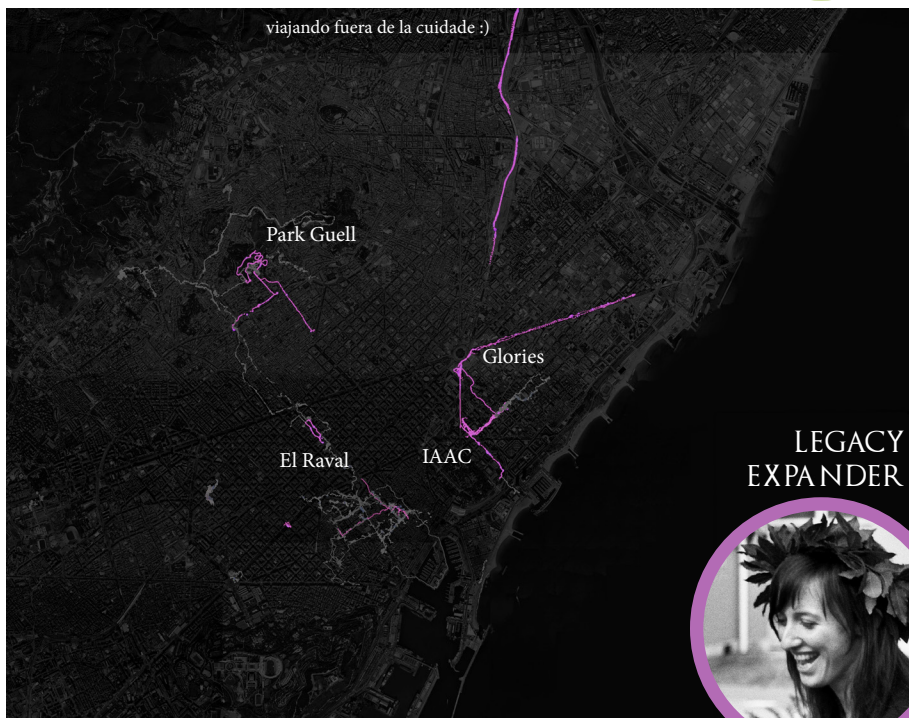 viajando fuera de la cuidade :)
Park Guell
Glories
El Raval
IAAC
LEGACY
EXPANDER